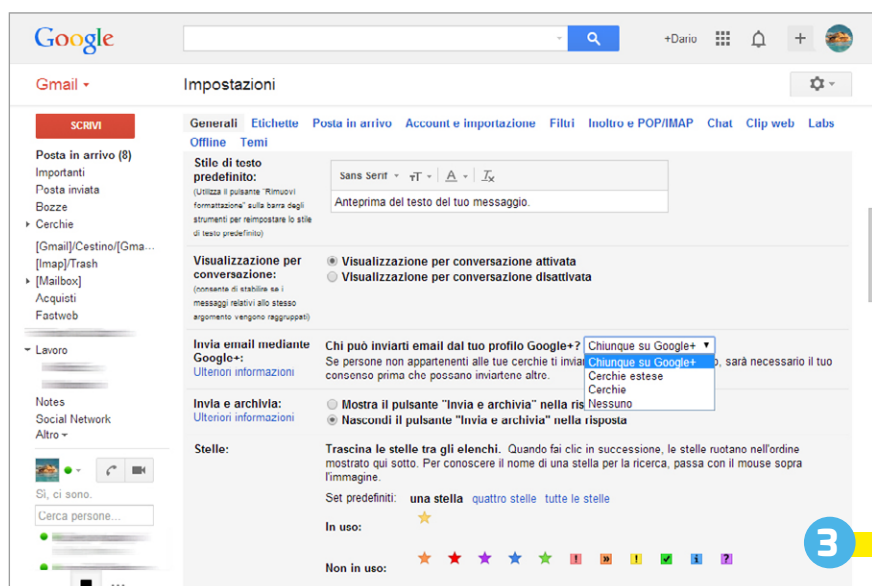 Google
+Dario
Gmail
Impostazioni
SCRIVI
Posta in arrivo (8)
Importanti
Posta inviata
Bozze
Cerchie
[Gmail]/Cestino/[Gma...
[Imap]/Trash
[Mailbox]
Acquisti
Fastweb
Lavoro
Notes
Social Network
Altro
Sì, ci sono.
Cerca persone...
Generali Etichette Posta in arrivo Account e importazione Filtri Inoltro e POP/IMAP Chat Clip web Labs
Offline Temi
Stile di testo
predefinito:
(Utilizza il pulsante "Rimuovi
formattazione" sulla barra degli
strumenti per reimpostare lo stile
di testo predefinito)
Sans Serif
Anteprima del testo del tuo messaggio.
Visualizzazione per
conversazione:
(consente di stabilire se i
messaggi relativi allo stesso
argomento vengono raggruppati)
Visualizzazione per conversazione attivata
Visualizzazione per conversazione disattivata
Invia email mediante
Google+:
Ulteriori informazioni
Chi può inviarti email dal tuo profilo Google+? Chiunque su Google+
Se persone non appartenenti alle tue cerchie ti invia o, sarà necessario il tuo
consenso prima che possano inviartene altre.
Chiunque su Google+
Cerchie estese
Cerchie
Nessuno
Invia e archivia:
Ulteriori informazioni
Mostra il pulsante "Invia e archivia" nella ris
Nascondi il pulsante "Invia e archivia" nella risposta
Stelle:
Trascina le stelle tra gli elenchi. Quando fai clic in successione, le stelle ruotano nell'ordine
mostrato qui sotto. Per conoscere il nome di una stella per la ricerca, passa con il mouse sopra
l'immagine.
Set predefiniti: una stella quattro stelle tutte le stelle
In uso:
Non in uso:
3